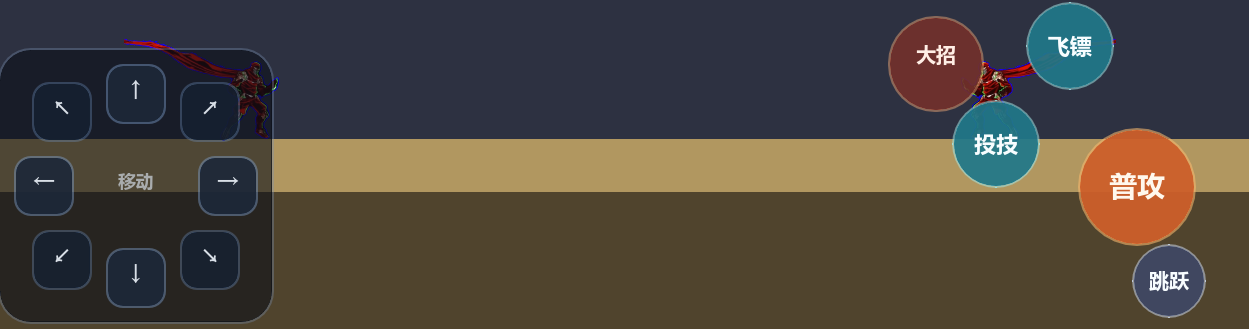 大招
飞镖
↖ ↑ ↗
投技
← 移动 →
普攻
↙ ↓ ↘
跳跃